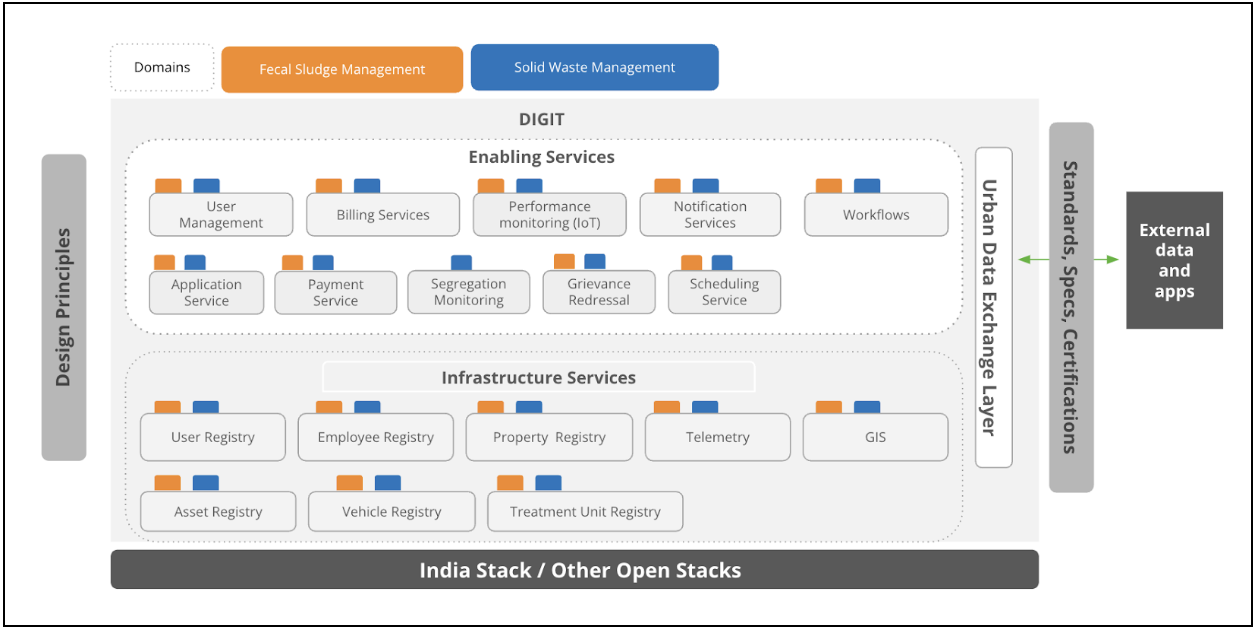 Domains
Fecal Sludge Management
Solid Waste Management
DIGIT
Enabling Services
User
Management
Billing Services
Performance
monitoring (IoT)
Notification
Services
Workflows
Application
Service
Payment
Service
Segregation
Monitoring
Grievance
Redressal
Scheduling
Service
Infrastructure Services
User Registry
Employee Registry
Property Registry
Telemetry
GIS
Asset Registry
Vehicle Registry
Treatment Unit Registry
India Stack / Other Open Stacks
Design Principles
Urban Data Exchange Layer
Standards, Specs, Certifications
External
data
and
apps